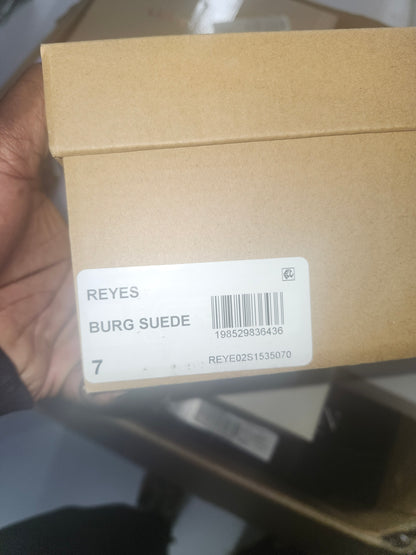 REYES
BURG SUEDE
198529836436
7
REYE02S1535070